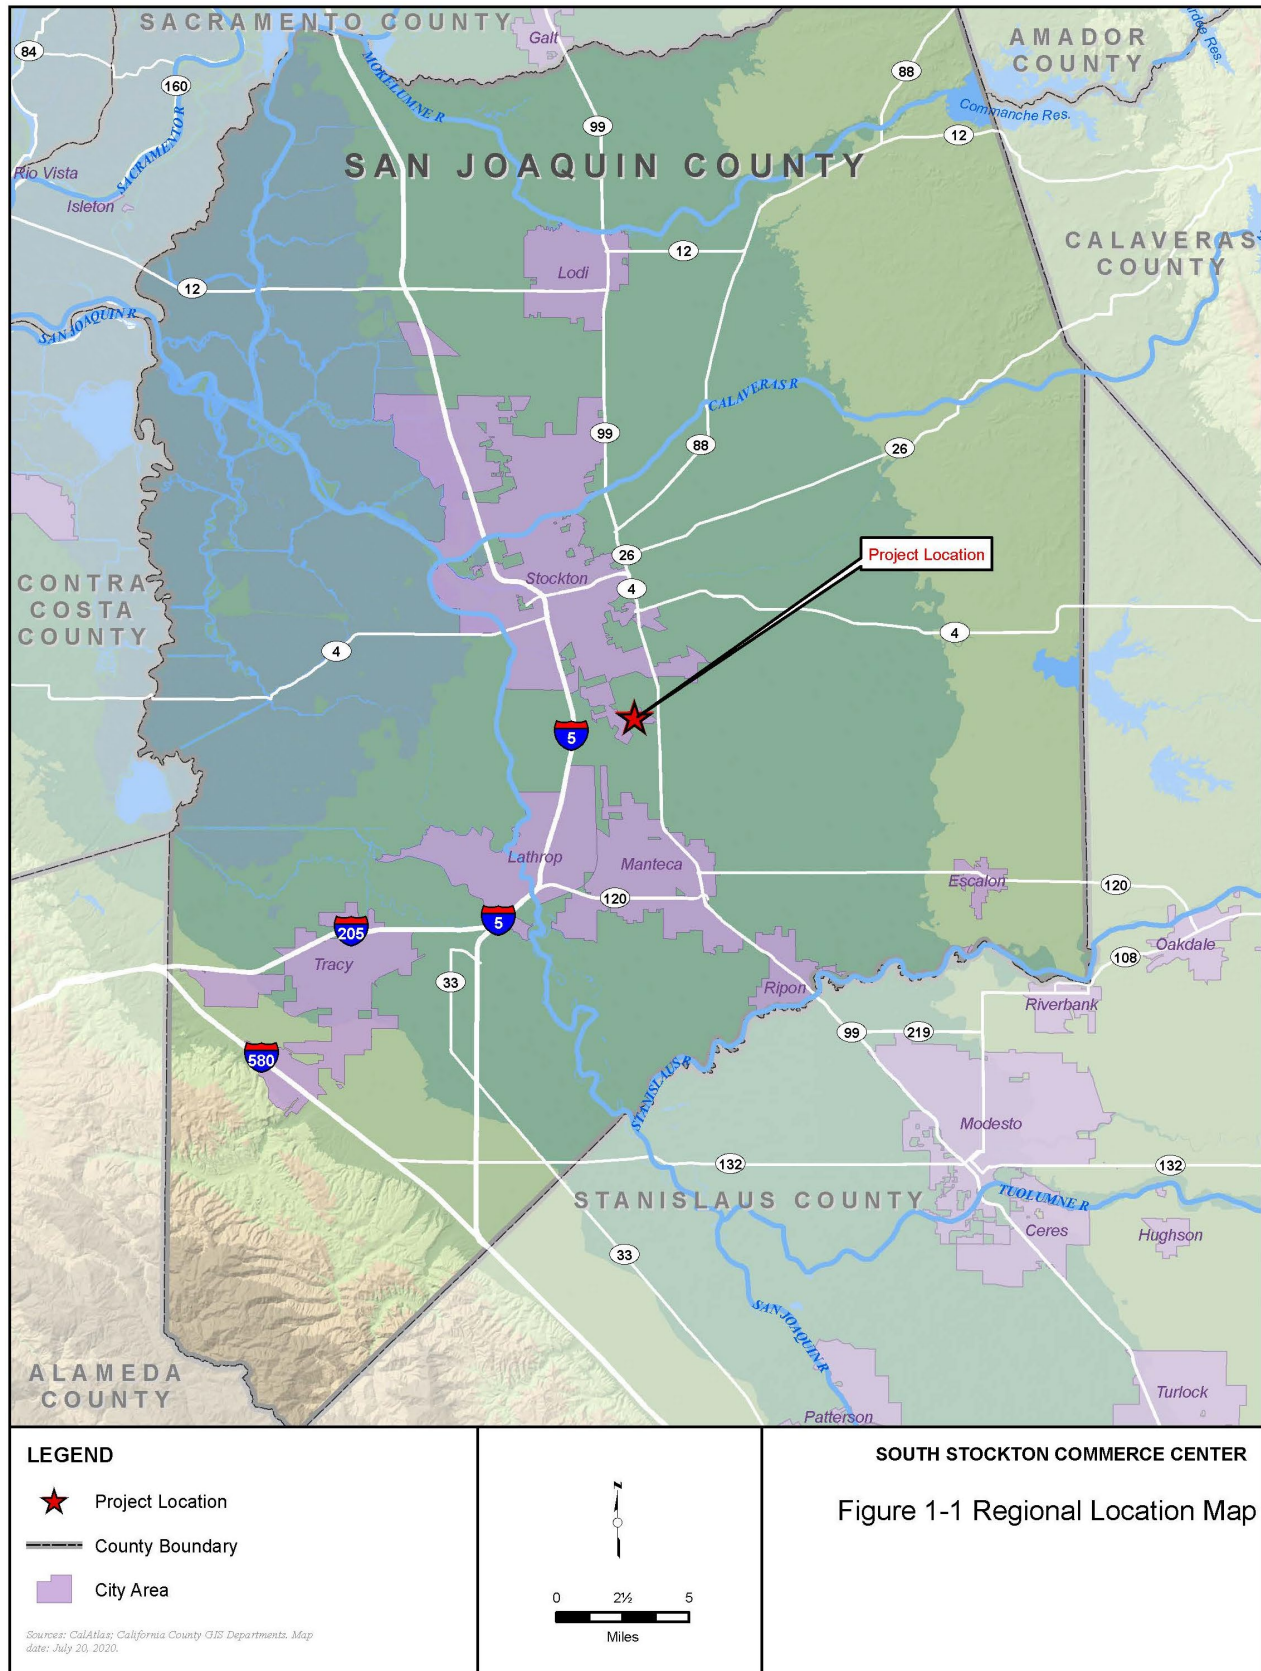 SACRAMENTO COUNTY
Galt
AMADOR
COUNTY
84
160
88
MOKELUMNE R
99
Commanche Res.
12
SACRAMENTO R
SAN JOAQUIN COUNTY
Rio Vista
Isleton
CALAVERAS
COUNTY
12
Lodi
12
SAN JOAQUIN R
CALAVERAS R
99
88
26
26
Project Location
Stockton
4
CONTRA
COSTA
COUNTY
4
4
5
Lathrop
Manteca
Escalon
120
120
5
205
Oakdale
108
Tracy
33
Ripon
Riverbank
99
219
580
STANISLAUS R
Modesto
132
132
STANISLAUS COUNTY
TUOLUMNE R
Ceres
Hughson
33
SAN JOAQUIN R
ALAMEDA
COUNTY
Turlock
Patterson
LEGEND
Project Location
County Boundary
City Area
Sources: CalAtlas; California County GIS Departments. Map
date: July 20, 2020.
N
0 2½ 5
Miles
SOUTH STOCKTON COMMERCE CENTER
Figure 1-1 Regional Location Map